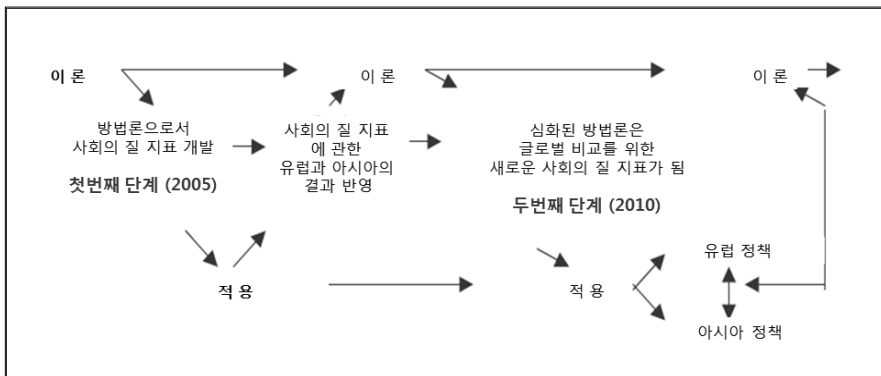 이 론
이 론
이 론
방법론으로서
사회의 질 지표 개발
첫번째 단계 (2005)
사회의 질 지표
에 관한
유럽과 아시아의
결과 반영
심화된 방법론은
글로벌 비교를 위한
새로운 사회의 질 지표가 됨
두번째 단계 (2010)
적 용
적 용
유럽 정책
아시아 정책